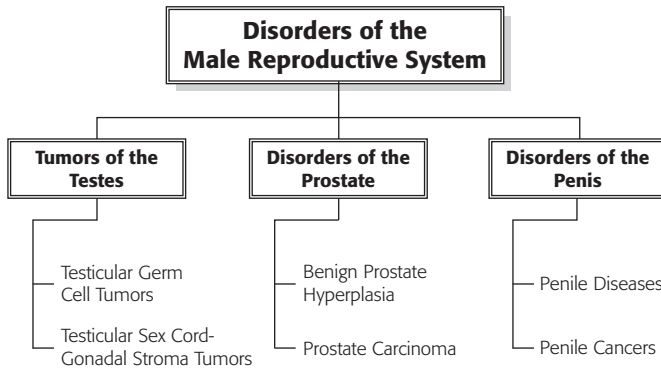 Disorders of the
Male Reproductive System
Tumors of the
Testes
Disorders of the
Prostate
Disorders of the
Penis
Testicular Germ
Cell Tumors
Testicular Sex Cord-
Gonadal Stroma Tumors
Benign Prostate
Hyperplasia
Prostate Carcinoma
Penile Diseases
Penile Cancers